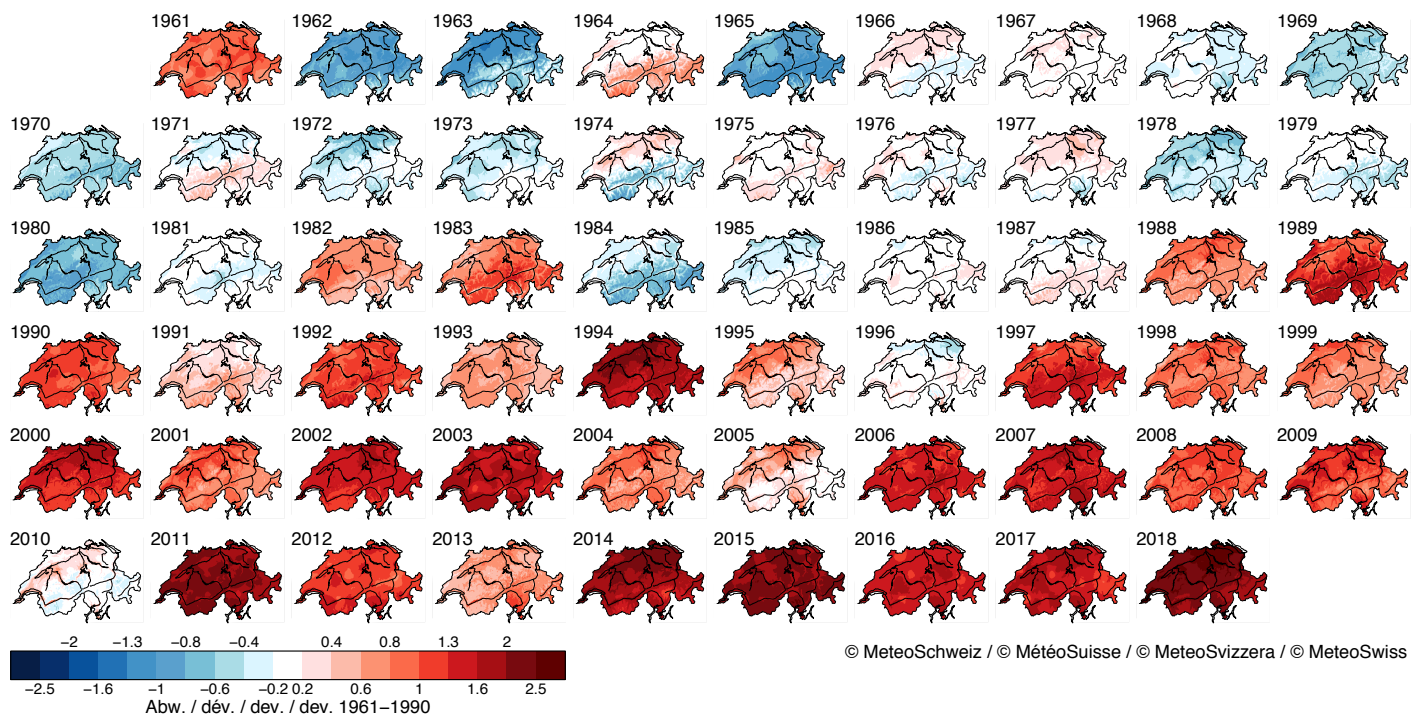 1961 1962 1963 1964 1965 1966 1967 1968 1969
1970 1971 1972 1973 1974 1975 1976 1977 1978 1979
1980 1981 1982 1983 1984 1985 1986 1987 1988 1989
1990 1991 1992 1993 1994 1995 1996 1997 1998 1999
2000 2001 2002 2003 2004 2005 2006 2007 2008 2009
2010 2011 2012 2013 2014 2015 2016 2017 2018
−2 −1.3 −0.8 −0.4 0.4 0.8 1.3 2
−2.5 −1.6 −1 −0.6 −0.2 0.2 0.6 1 1.6 2.5
Abw. / dév. / dev. / dev. 1961−1990
© MeteoSchweiz / © MétéoSuisse / © MeteoSvizzera / © MeteoSwiss